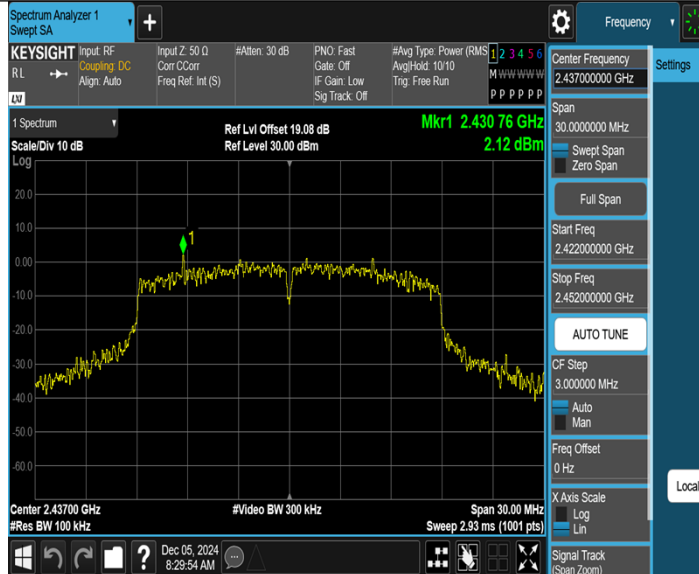 Spectrum Analyzer 1
Swept SA
+
Frequency
KEYSIGHT
RL
LXI
Input: RF
Coupling: DC
Align: Auto
Input Z: 50 Ω
Corr CCorr
Freq Ref: Int (S)
#Atten: 30 dB
PNO: Fast
Gate: Off
IF Gain: Low
Sig Track: Off
#Avg Type: Power (RMS
Avg|Hold: 10/10
Trig: Free Run
1 2 3 4 5 6
M W W W W W
P P P P P P
1 Spectrum
Scale/Div 10 dB
Ref Lvl Offset 19.08 dB
Ref Level 30.00 dBm
Mkr1 2.430 76 GHz
2.12 dBm
Log
20.0
10.0
0.00
-10.0
-20.0
-30.0
-40.0
-50.0
-60.0
1
Center 2.43700 GHz
#Res BW 100 kHz
#Video BW 300 kHz
Span 30.00 MHz
Sweep 2.93 ms (1001 pts)
?
Dec 05, 2024
8:29:54 AM
Center Frequency
2.437000000 GHz
Span
30.0000000 MHz
Swept Span
Zero Span
Full Span
Start Freq
2.422000000 GHz
Stop Freq
2.452000000 GHz
AUTO TUNE
CF Step
3.000000 MHz
Auto
Man
Freq Offset
0 Hz
X Axis Scale
Log
Lin
Signal Track
(Span Zoom)
Settings
Local